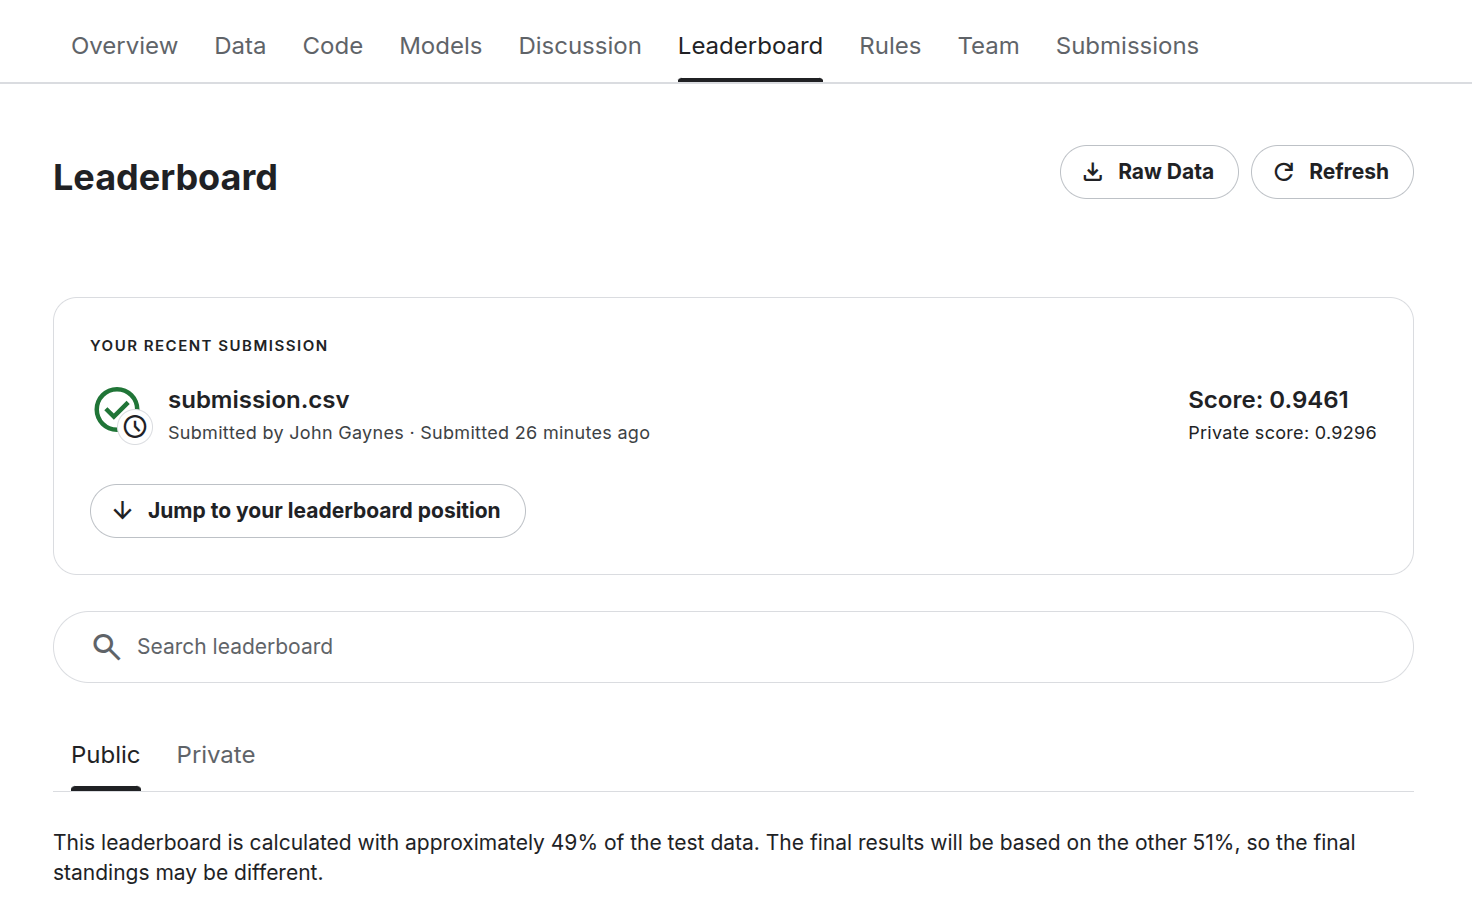 Overview Data Code Models Discussion Leaderboard Rules Team Submissions
Leaderboard
Raw Data
Refresh
YOUR RECENT SUBMISSION
submission.csv
Submitted by John Gaynes · Submitted 26 minutes ago
Score: 0.9461
Private score: 0.9296
Jump to your leaderboard position
Search leaderboard
Public Private
This leaderboard is calculated with approximately 49% of the test data. The final results will be based on the other 51%, so the final
standings may be different.